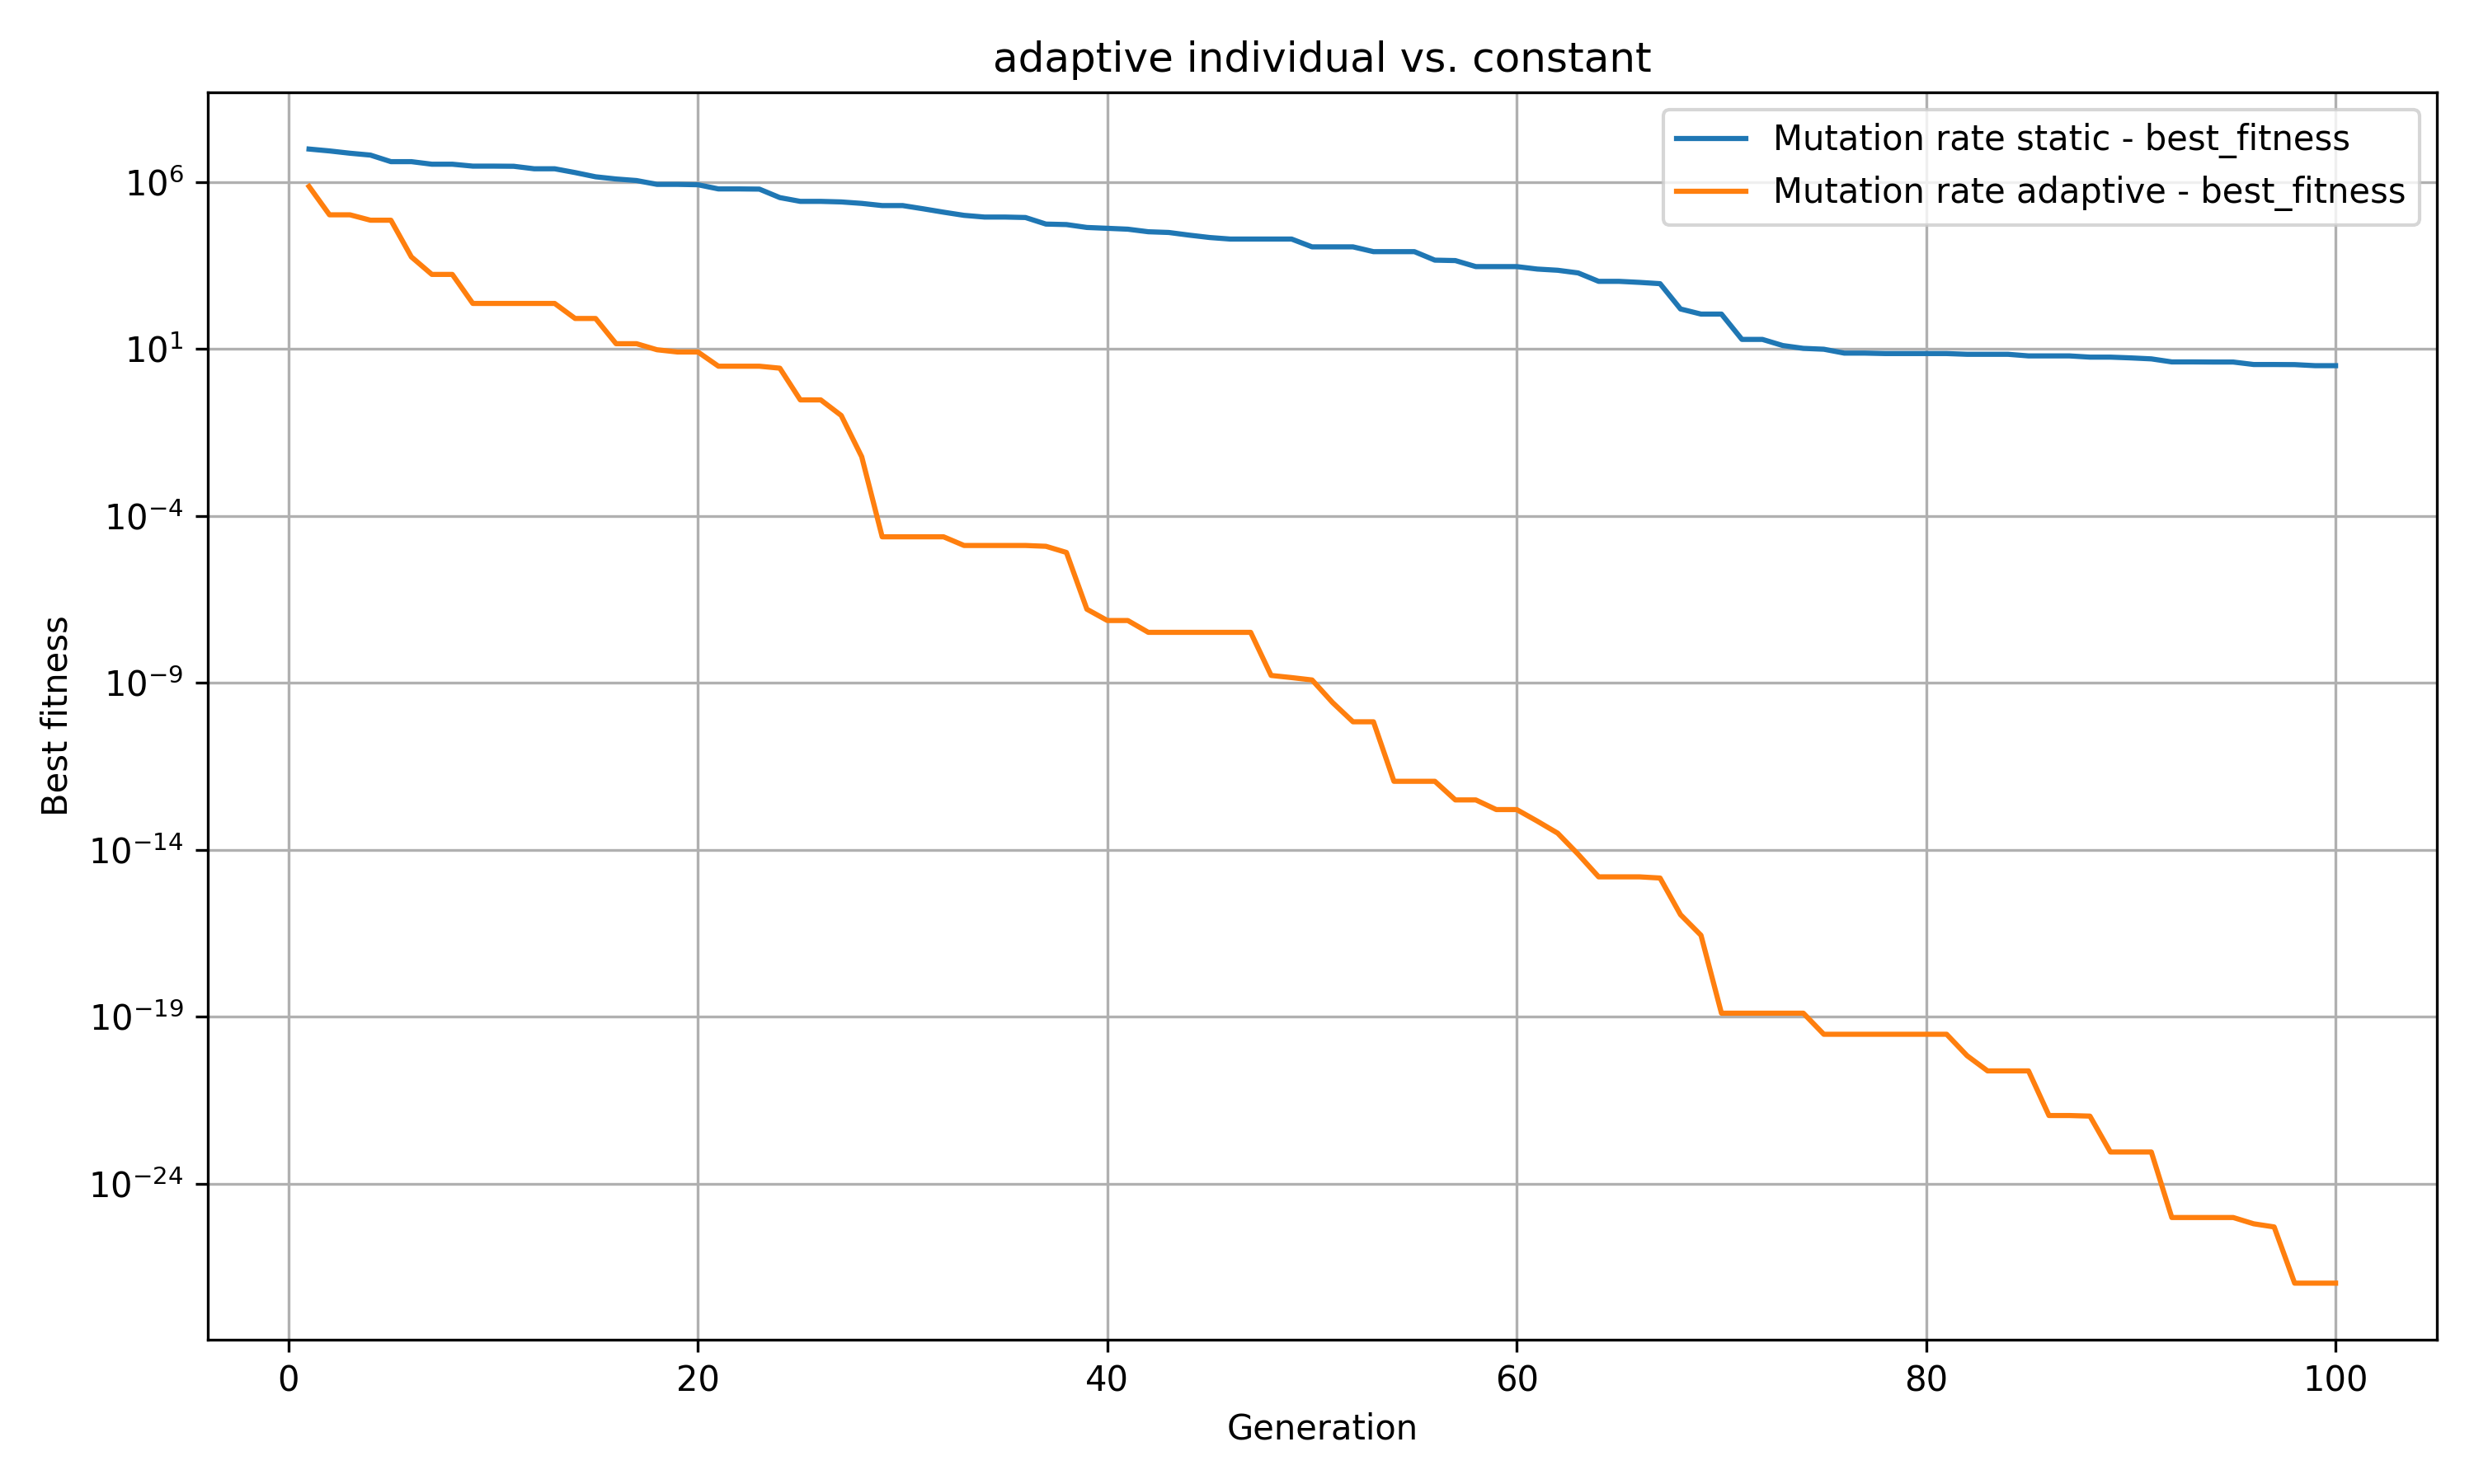 adaptive individual vs. constant
Mutation rate static - best_fitness
Mutation rate adaptive - best_fitness
10⁶
10¹
10⁻⁴
10⁻⁹
10⁻¹⁴
10⁻¹⁹
10⁻²⁴
Best fitness
0 20 40 60 80 100
Generation